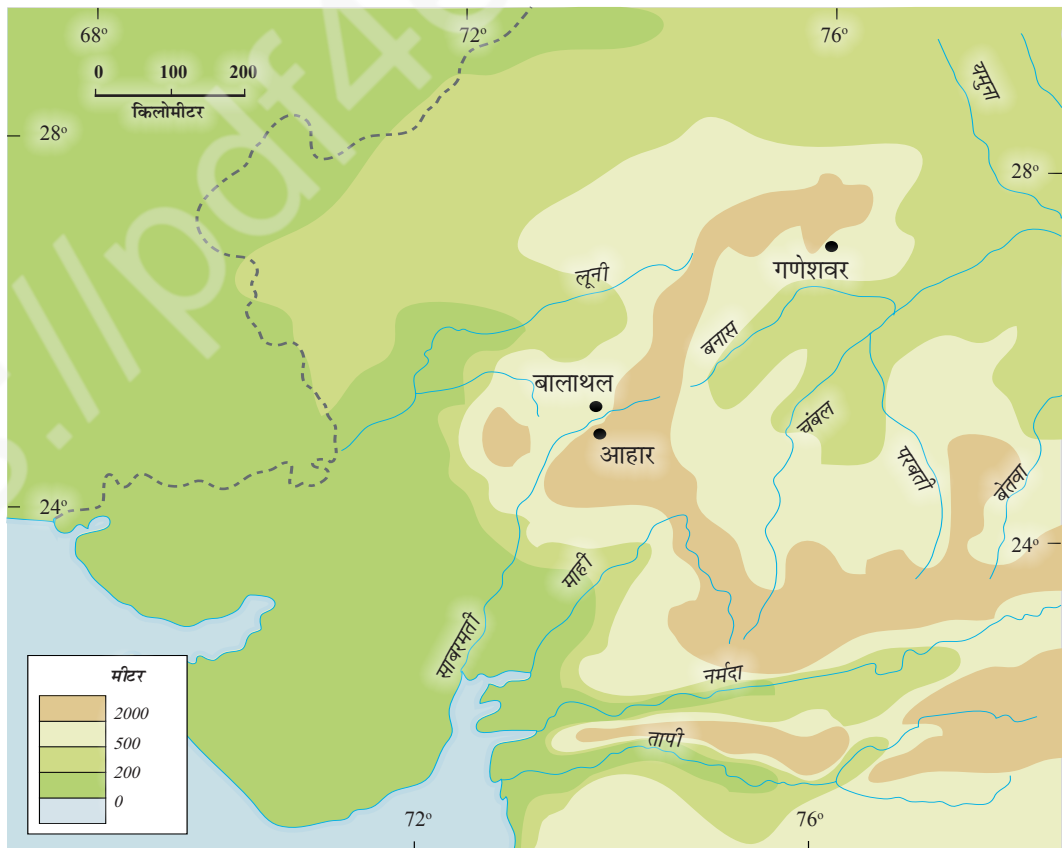 68° 72° 76°
0 100 200
किलोमीटर
यमुना
28°
28°
गणेशवर
लूनी
बनास
बालाथल
चंबल
आहार
परबती
बेतवा
24°
24°
माही
साबरमती
नर्मदा
तापी
मीटर
2000
500
200
0
72° 76°
s://pdf4